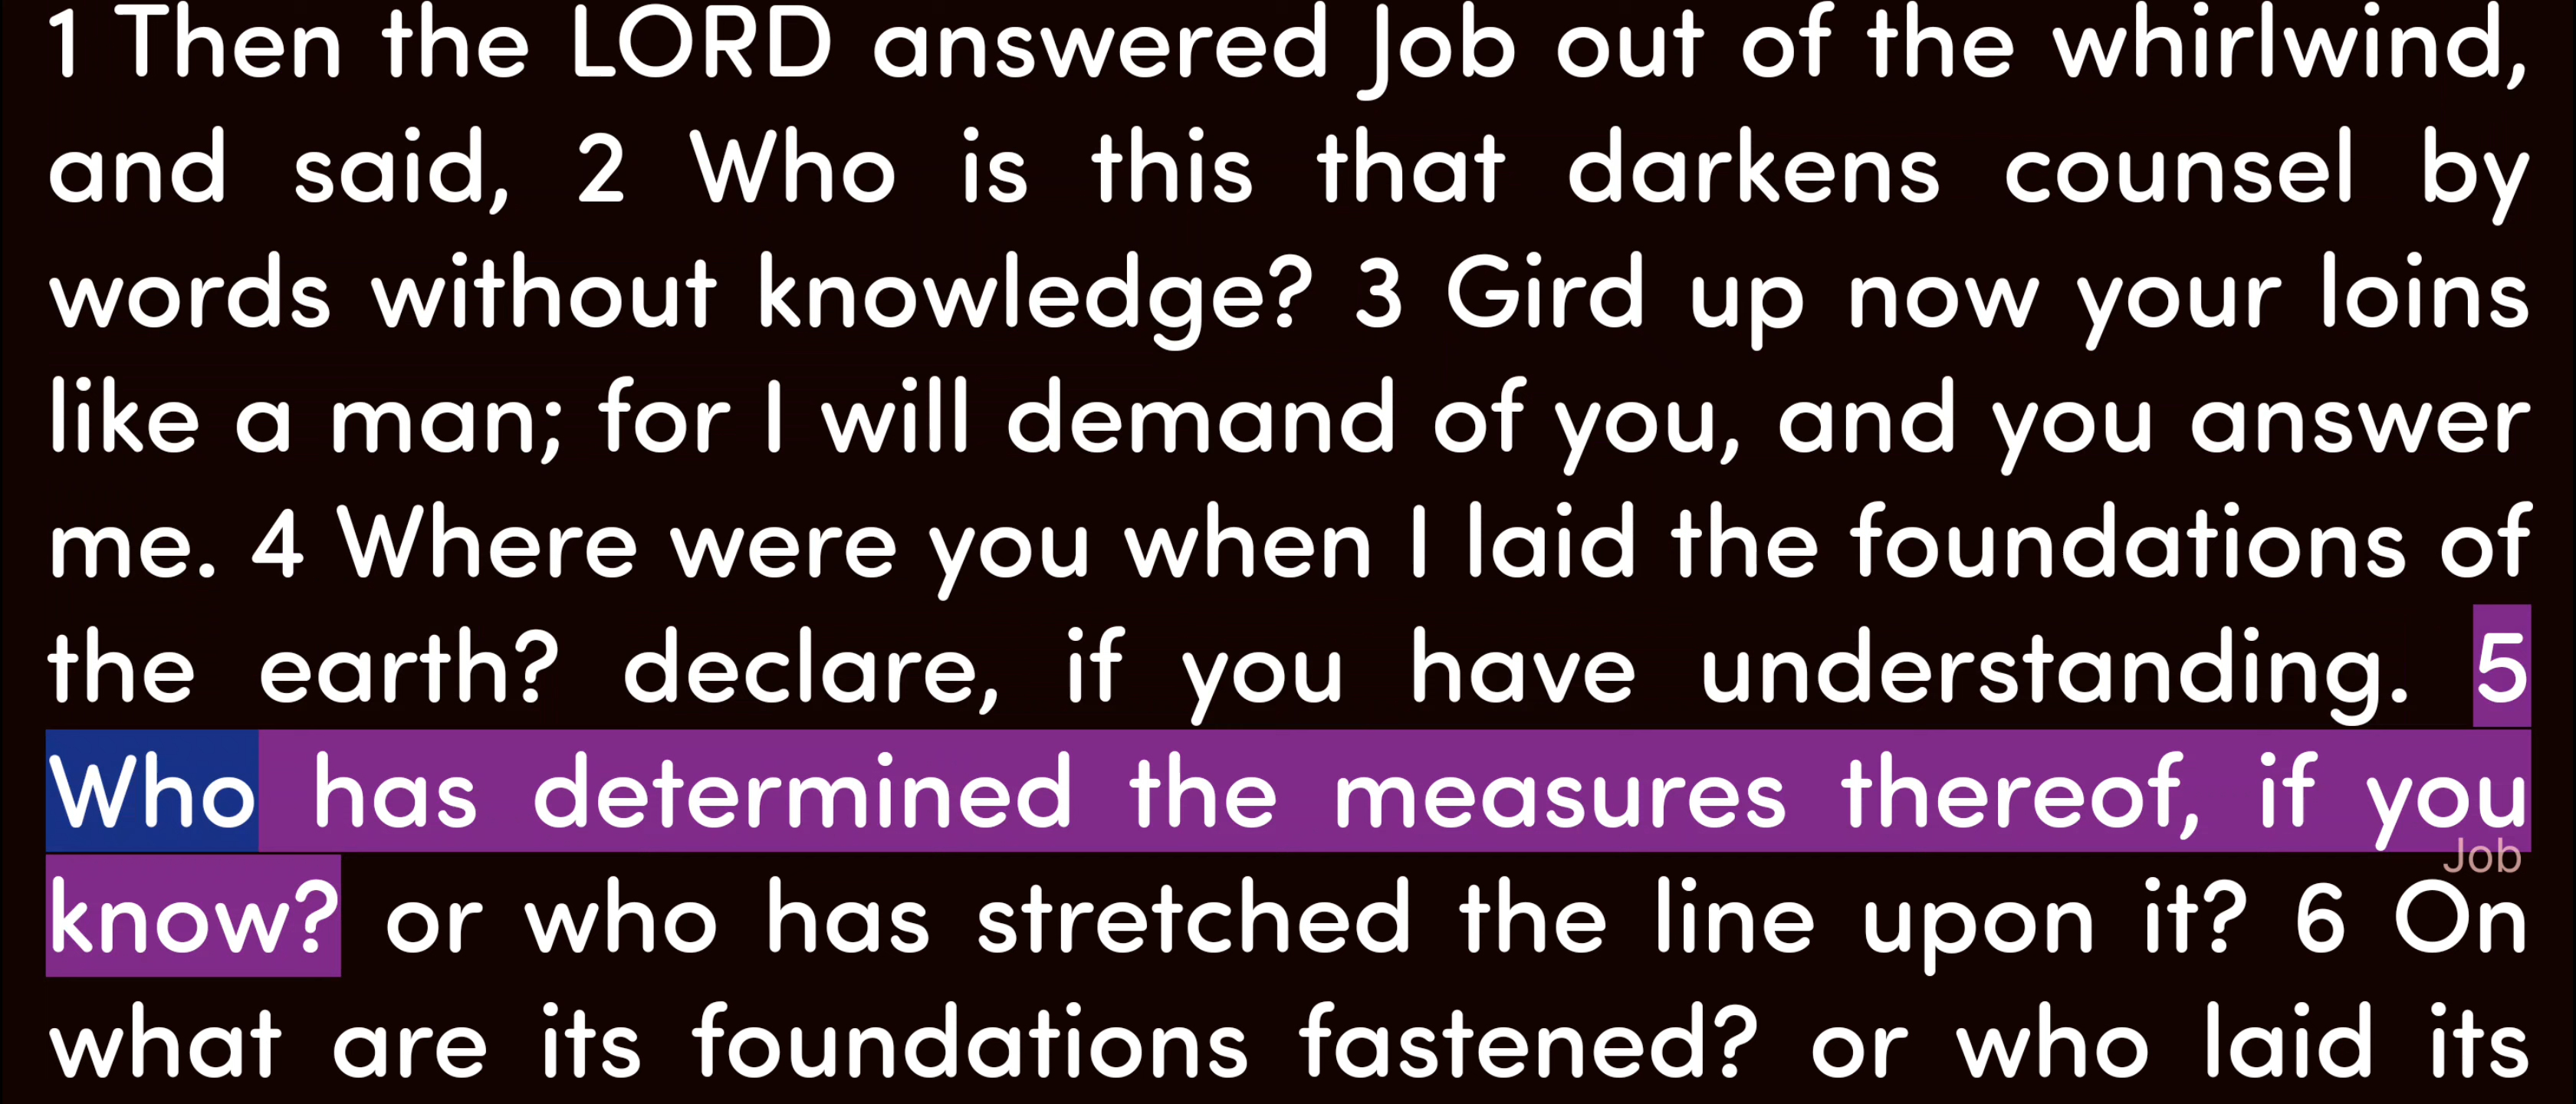 1 Then the LORD answered Job out of the whirlwind,
and said, 2 Who is this that darkens counsel by
words without knowledge? 3 Gird up now your loins
like a man; for I will demand of you, and you answer
me. 4 Where were you when I laid the foundations of
the earth? declare, if you have understanding. 5
Who has determined the measures thereof, if you
Job
know? or who has stretched the line upon it? 6 On
what are its foundations fastened? or who laid its